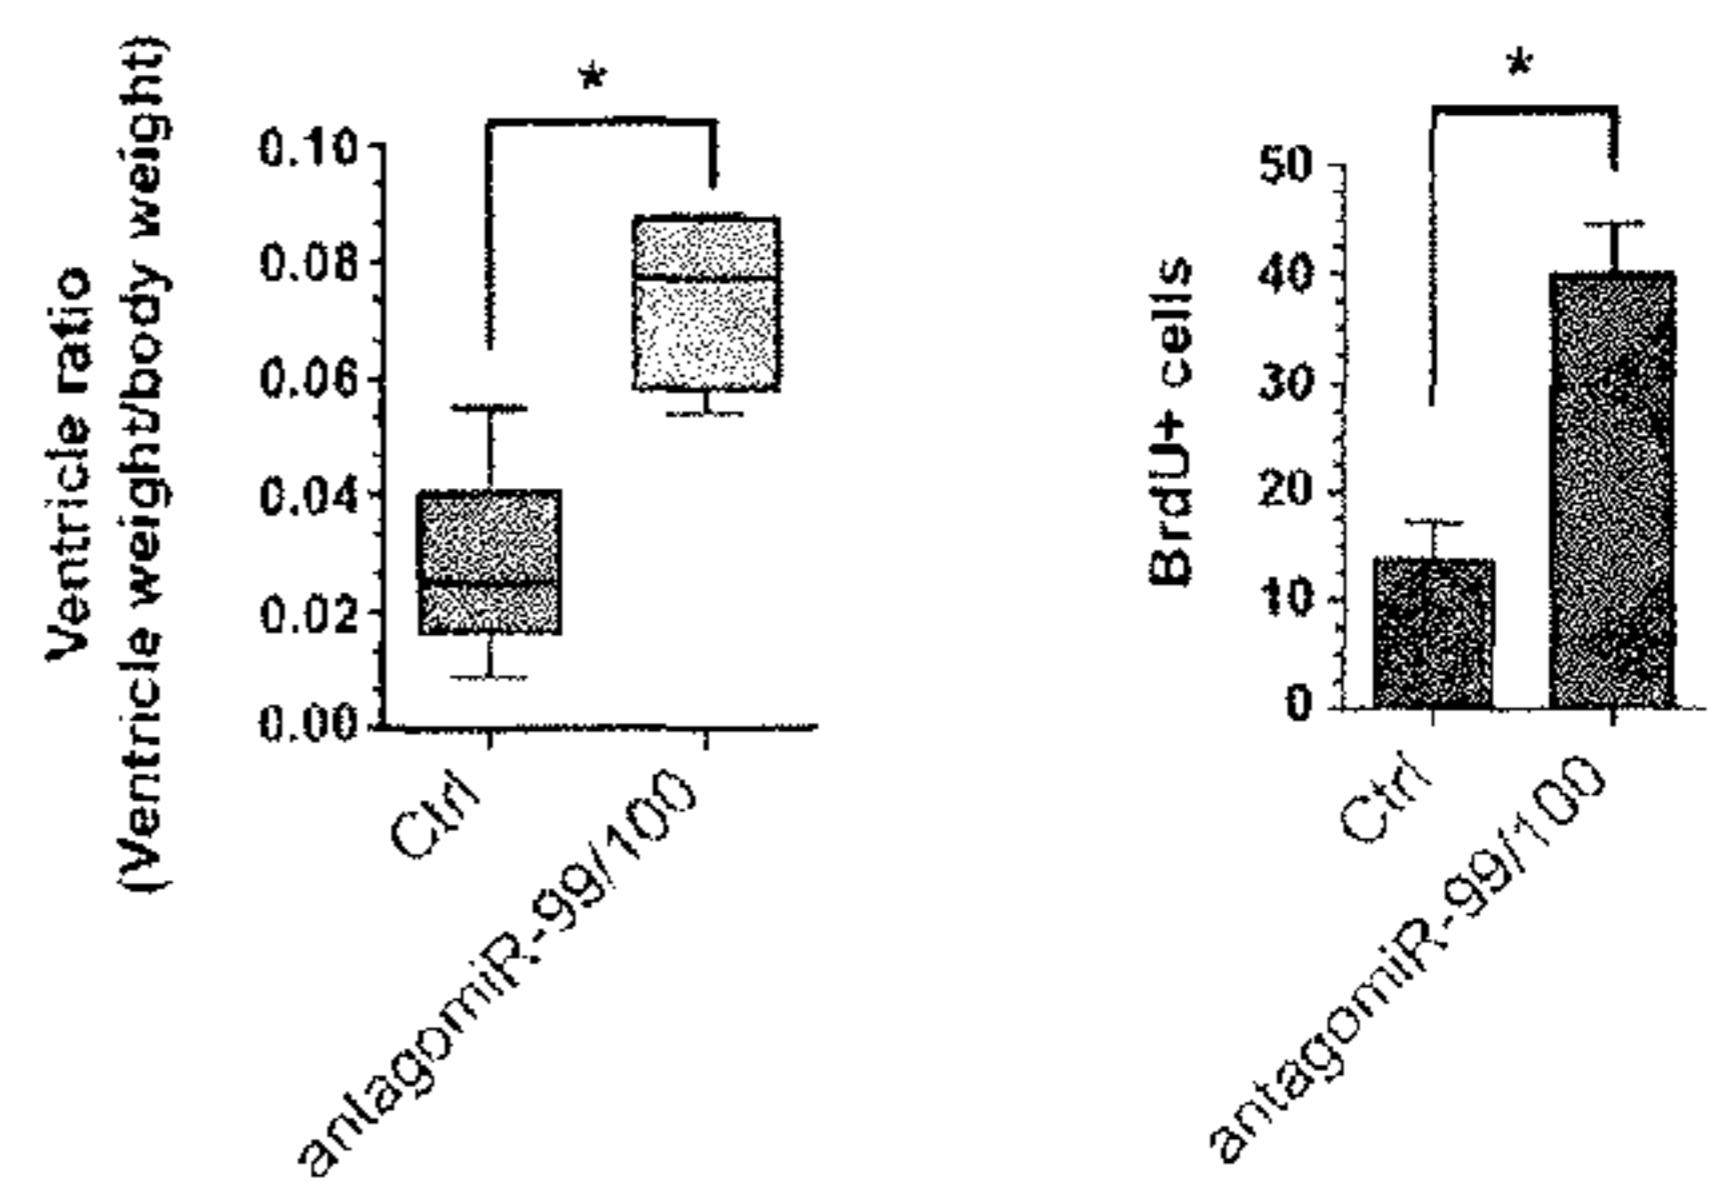 Ventricle ratio
(Ventricle weight/body weight)
*
0.10
0.08
0.06
0.04
0.02
0.00
Ctrl
antagomiR-99/100
BrdU+ cells
*
50
40
30
20
10
0
Ctrl
antagomiR-99/100